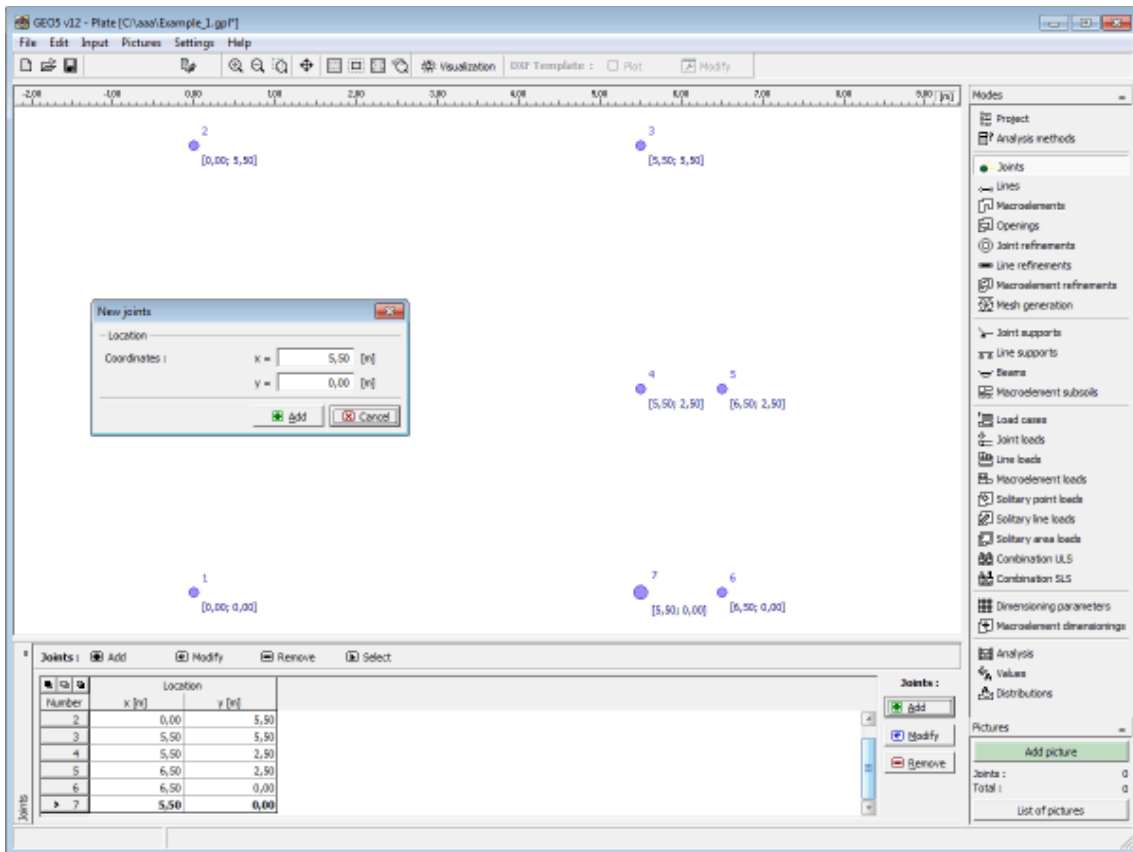 GEO5 v12 - Plate [C:\aaa\Example_1.gpl*]
File Edit Input Pictures Settings Help
Visualization DXF Template : Plot Modify
-2,00 -1,00 0,00 1,00 2,00 3,00 4,00 5,00 6,00 7,00 8,00 9,00 [m]
2
[0,00; 5,50]
3
[5,50; 5,50]
New joints
Location
Coordinates :
x = 5,50 [m]
y = 0,00 [m]
Add Cancel
4
[5,50; 2,50]
5
[6,50; 2,50]
1
[0,00; 0,00]
7
[5,50; 0,00]
6
[6,50; 0,00]
Modes
Project
Analysis methods
Joints
Lines
Macroelements
Openings
Joint refinements
Line refinements
Macroelement refinements
Mesh generation
Joint supports
Line supports
Beams
Macroelement subsoils
Load cases
Joint loads
Line loads
Macroelement loads
Solitary point loads
Solitary line loads
Solitary area loads
Combination ULS
Combination SLS
Dimensioning parameters
Macroelement dimensionings
Analysis
Values
Distributions
Joints : Add Modify Remove Select
Location
Number x [m] y [m]
2 0,00 5,50
3 5,50 5,50
4 5,50 2,50
5 6,50 2,50
6 6,50 0,00
> 7 5,50 0,00
Joints
Joints :
Add
Modify
Remove
Pictures
Add picture
Joints : 0
Total : 0
List of pictures